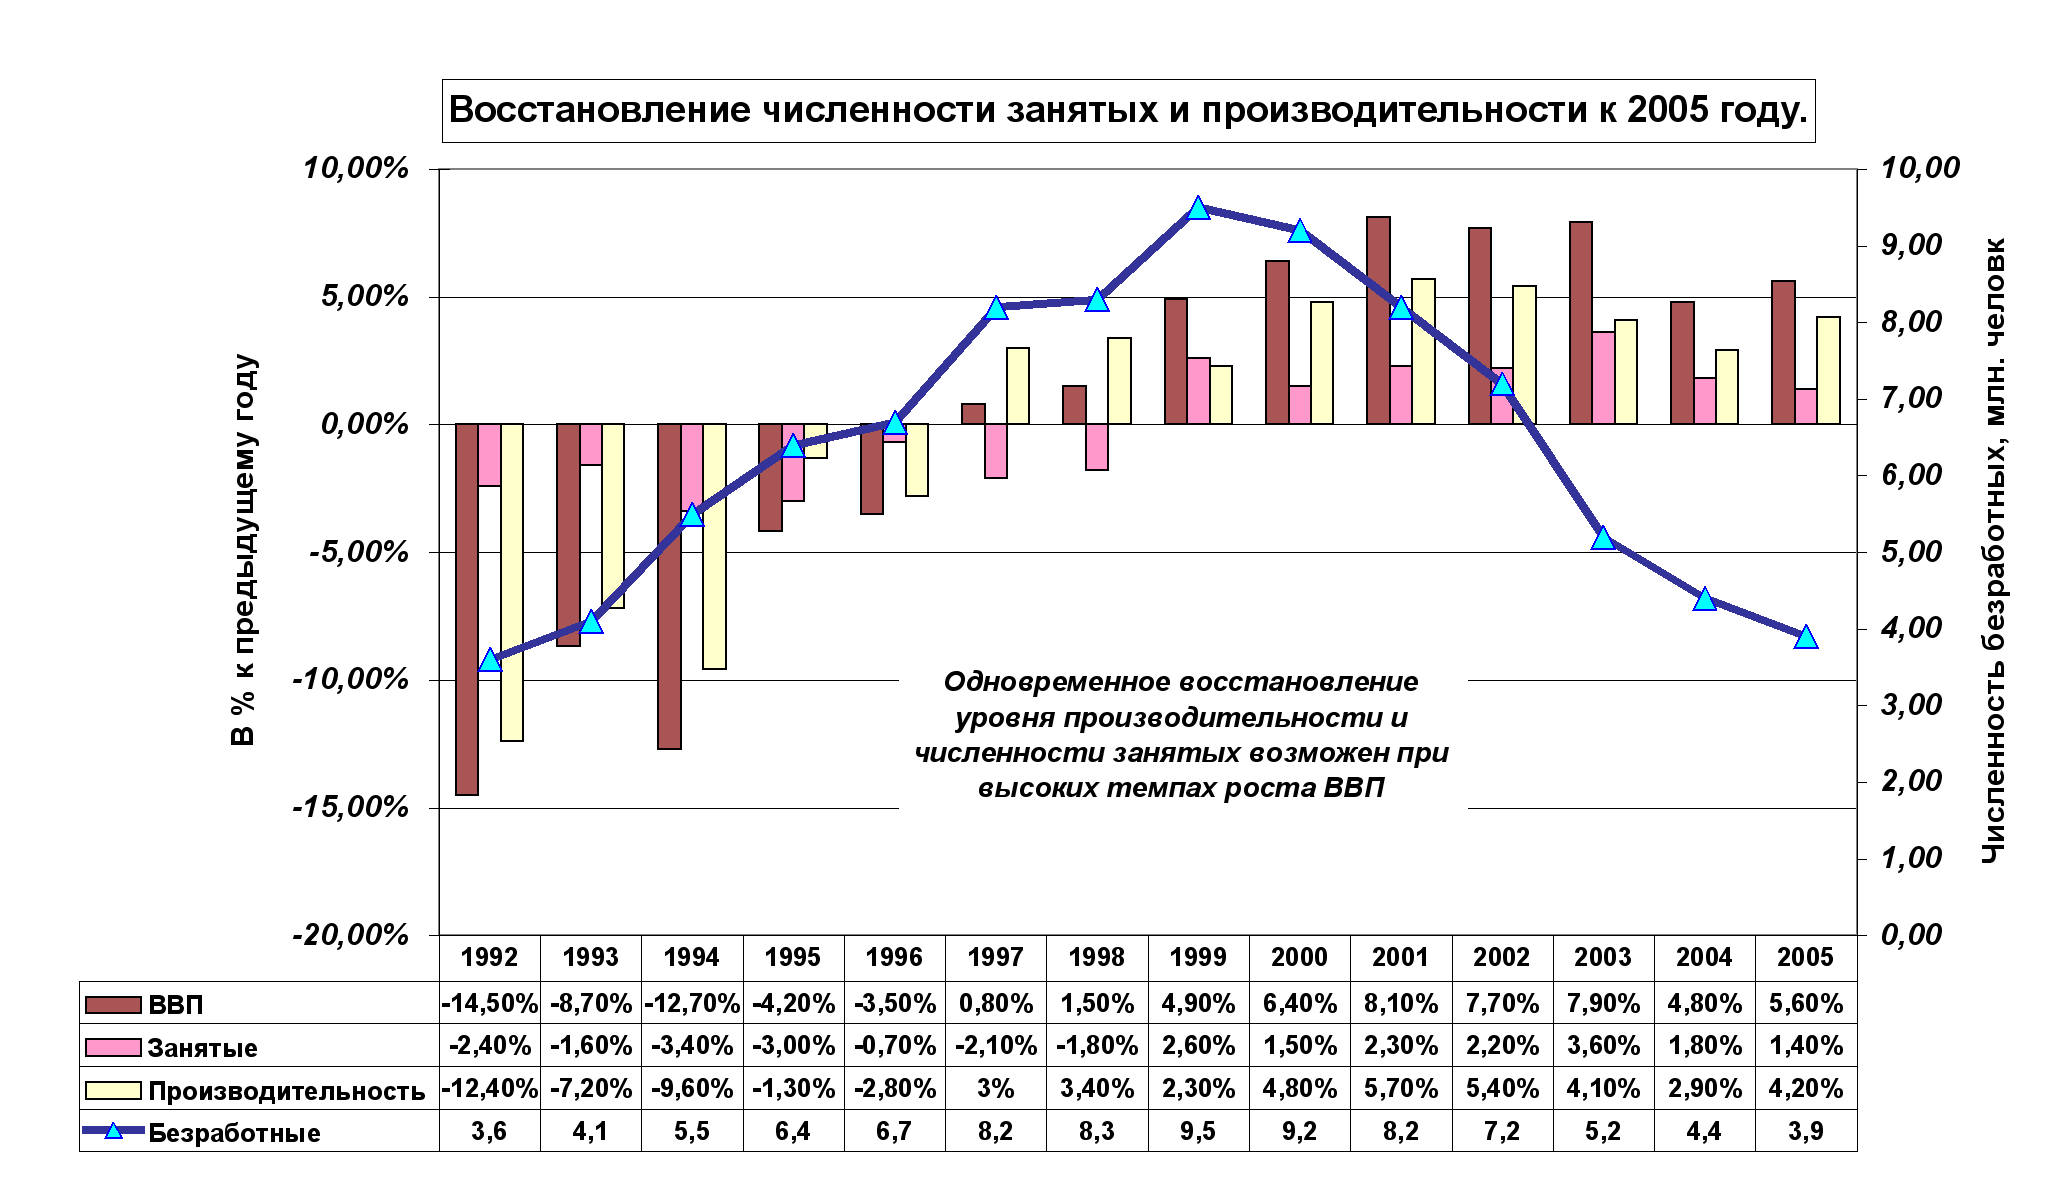 Восстановление численности занятых и производительности к 2005 году.
10,00%
5,00%
0,00%
-5,00%
-10,00%
-15,00%
-20,00%
В % к предыдущему году
10,00
9,00
8,00
7,00
6,00
5,00
4,00
3,00
2,00
1,00
0,00
Численность безработных, млн. человк
Одновременное восстановление
уровня производительности и
численности занятых возможен при
высоких темпах роста ВВП
1992 1993 1994 1995 1996 1997 1998 1999 2000 2001 2002 2003 2004 2005
ВВП -14,50% -8,70% -12,70% -4,20% -3,50% 0,80% 1,50% 4,90% 6,40% 8,10% 7,70% 7,90% 4,80% 5,60%
Занятые -2,40% -1,60% -3,40% -3,00% -0,70% -2,10% -1,80% 2,60% 1,50% 2,30% 2,20% 3,60% 1,80% 1,40%
Производительность -12,40% -7,20% -9,60% -1,30% -2,80% 3% 3,40% 2,30% 4,80% 5,70% 5,40% 4,10% 2,90% 4,20%
Безработные 3,6 4,1 5,5 6,4 6,7 8,2 8,3 9,5 9,2 8,2 7,2 5,2 4,4 3,9